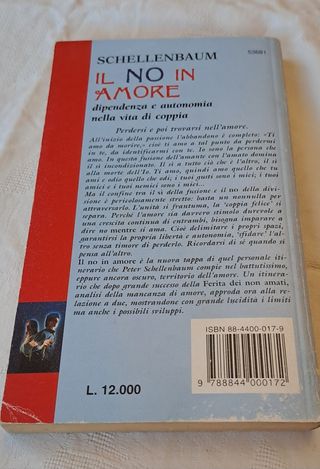 SCHELLENBAUM
53681
IL NO IN
AMORE
dipendenza e autonomia
nella vita di coppia
Perdersi e poi trovarsi nell'amore.
All'inizio della passione l'abbandono è completo: «Ti
amo da morire,» cioè ti amo a tal punto da perdermi
in te, da identificarmi con te. Io sono la persona che
amo. In questa fusione dell'amante con l'amato domina
il sì incondizionato. Il sì a tutto ciò che è l'altro, il sì
alla morte dell'Io. Ti amo, quindi amo quello che tu
ami e odio quello che odi; i tuoi gusti sono i miei; i tuoi
amici e i tuoi nemici sono i miei...
Ma il confine tra il sì della fusione e il no della divi-
sione è pericolosamente stretto: basta un nonnulla per
attraversarlo. L'unità si frantuma, la 'coppia felice' si
separa. Perché l'amore sia davvero stimolo durevole a
una crescita continua di entrambi, bisogna imparare a
dire no mentre si ama. Cioè delimitare i propri spazi,
garantirsi la propria libertà e autonomia, 'sfidare' l'al-
tro senza timore di perderlo. Ricordarsi di sé quando si
pensa all'altro.
Il no in amore è la nuova tappa di quel personale iti-
nerario che Peter Schellenbaum compie nel battutissimo,
eppure ancora oscuro, territorio dell'amore. Un itinera-
rio che dopo grande successo della Ferita dei non amati,
analisi della mancanza di amore, approda ora alla re-
lazione a due, mostrandone con grande lucidità i limiti
ma anche i possibili sviluppi.
ISBN 88-4400-017-9
9 788844 000172
L. 12.000